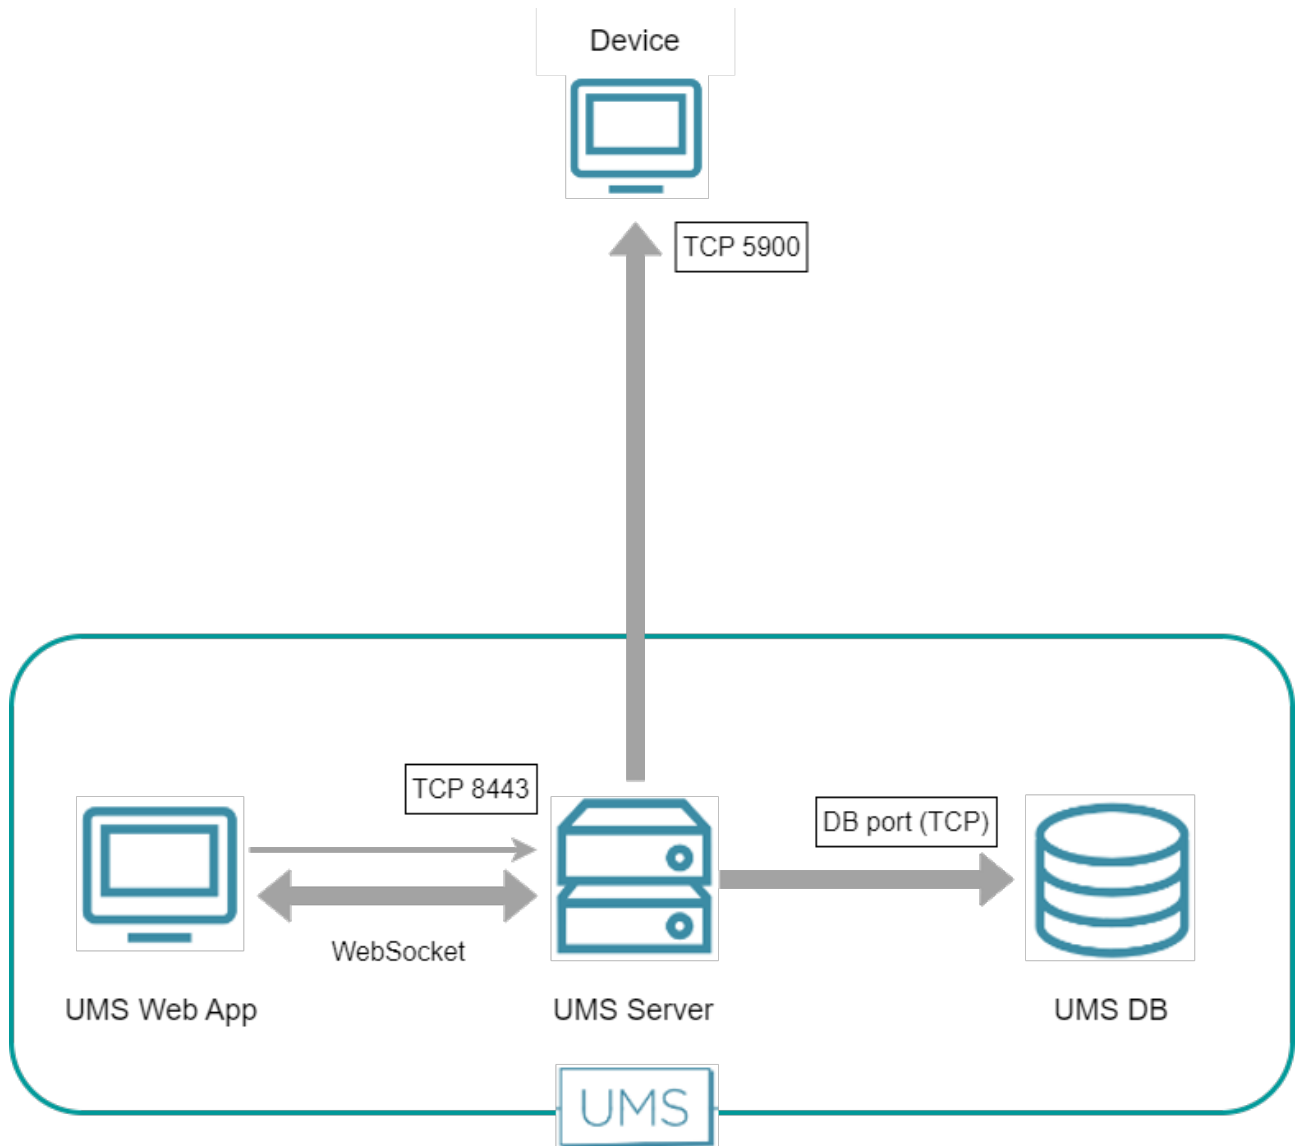 Device
TCP 5900
TCP 8443
DB port (TCP)
WebSocket
UMS Web App
UMS Server
UMS DB
UMS